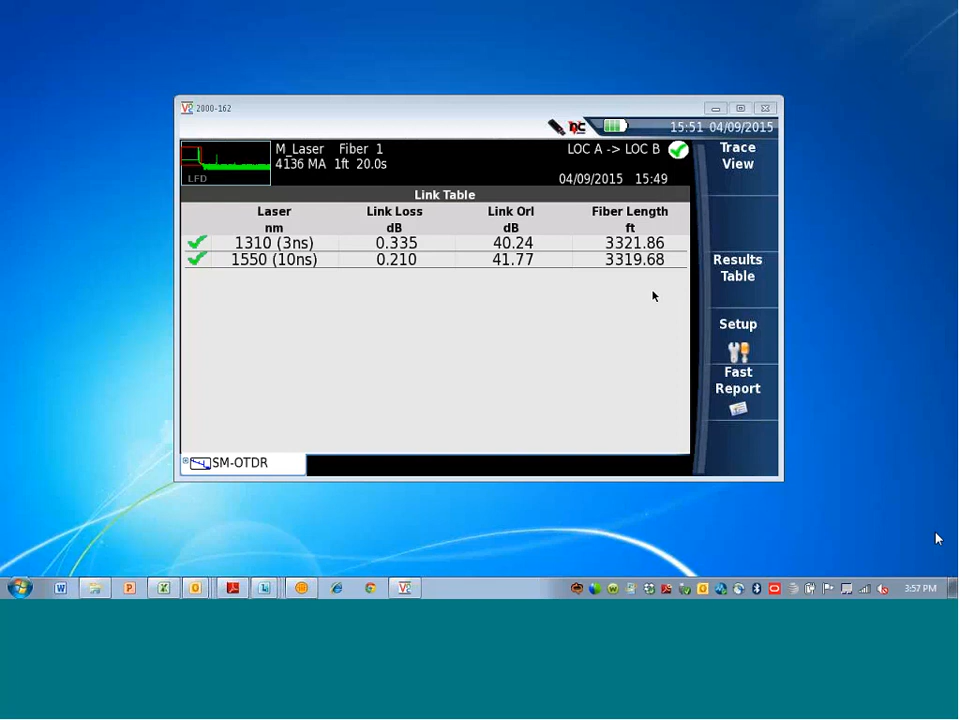 2000-162
15:51 04/09/2015
M_Laser Fiber 1
LOC A -> LOC B
4136 MA 1ft 20.0s
LFD
04/09/2015 15:49
Link Table
Laser Link Loss Link Orl Fiber Length
nm dB dB ft
1310 (3ns) 0.335 40.24 3321.86
1550 (10ns) 0.210 41.77 3319.68
SM-OTDR
Trace
View
Results
Table
Setup
Fast
Report
3:57 PM